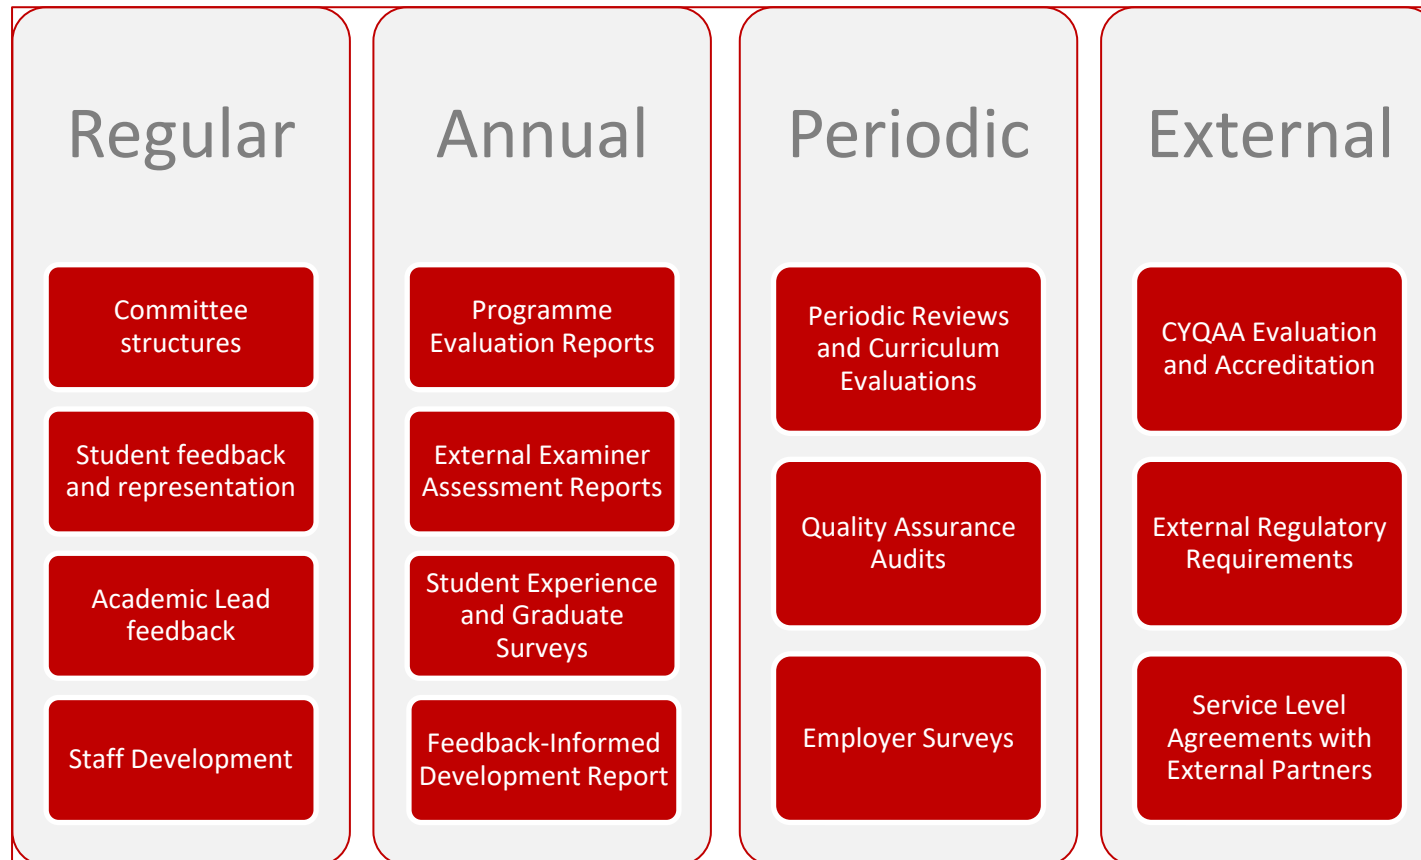 Regular
Committee
structures
Student feedback
and representation
Academic Lead
feedback
Staff Development
Annual
Programme
Evaluation Reports
External Examiner
Assessment Reports
Student Experience
and Graduate
Surveys
Feedback-Informed
Development Report
Periodic
Periodic Reviews
and Curriculum
Evaluations
Quality Assurance
Audits
Employer Surveys
External
CYQAA Evaluation
and Accreditation
External Regulatory
Requirements
Service Level
Agreements with
External Partners